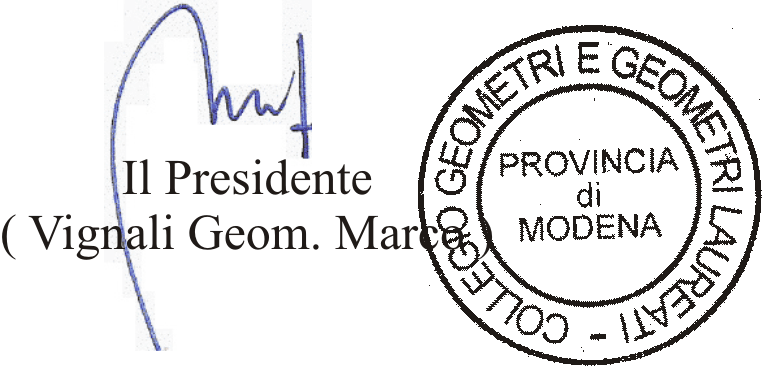 Il Presidente
( Vignali Geom. Marco )
COLLEGIO GEOMETRI E GEOMETRI LAUREATI -
PROVINCIA
di
MODENA